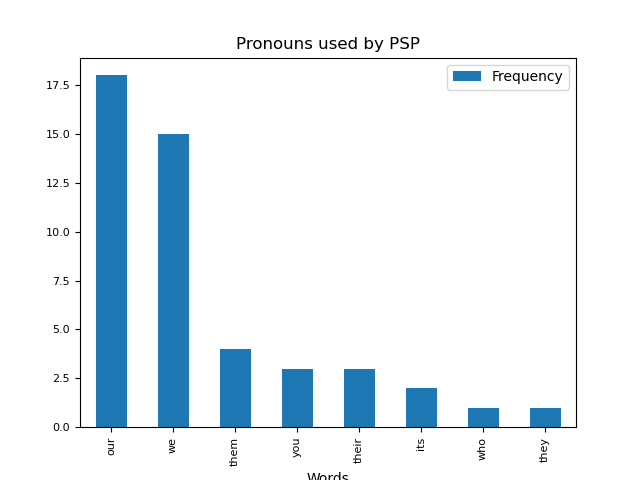 Pronouns used by PSP
Frequency
17.5
15.0
12.5
10.0
7.5
5.0
2.5
0.0
our
we
them
you
their
its
who
they
Words